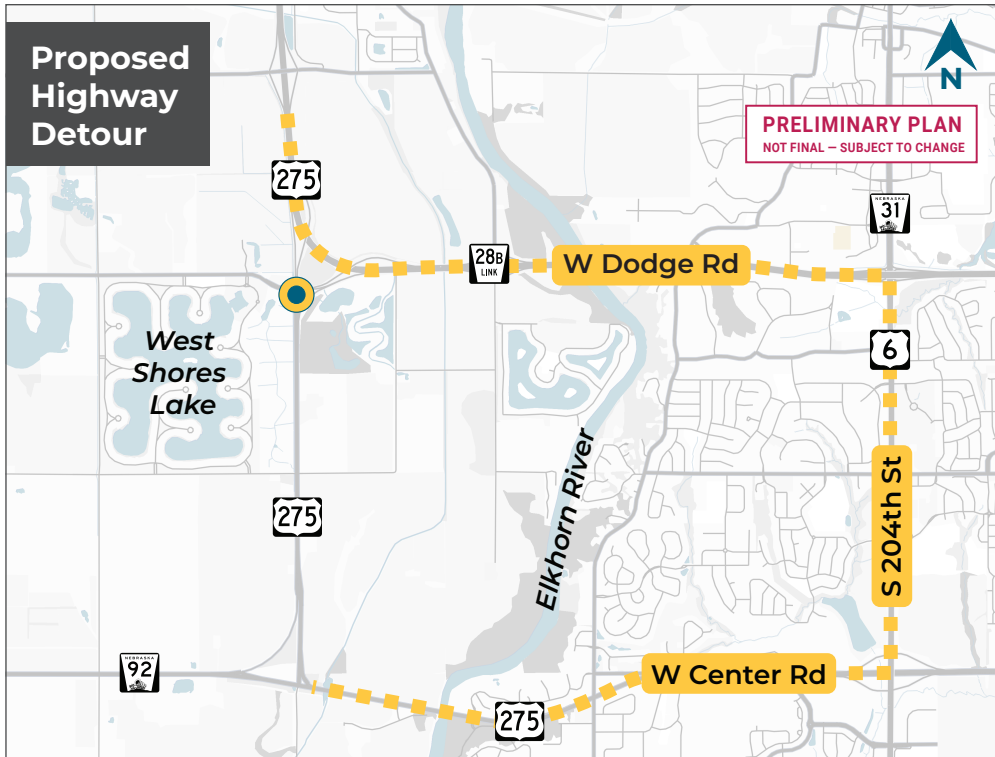 Proposed
Highway
Detour
N
PRELIMINARY PLAN
NOT FINAL – SUBJECT TO CHANGE
275
NEBRASKA
31
28B
LINK
W Dodge Rd
6
West
Shores
Lake
275
Elkhorn River
S 204th St
NEBRASKA
92
W Center Rd
275